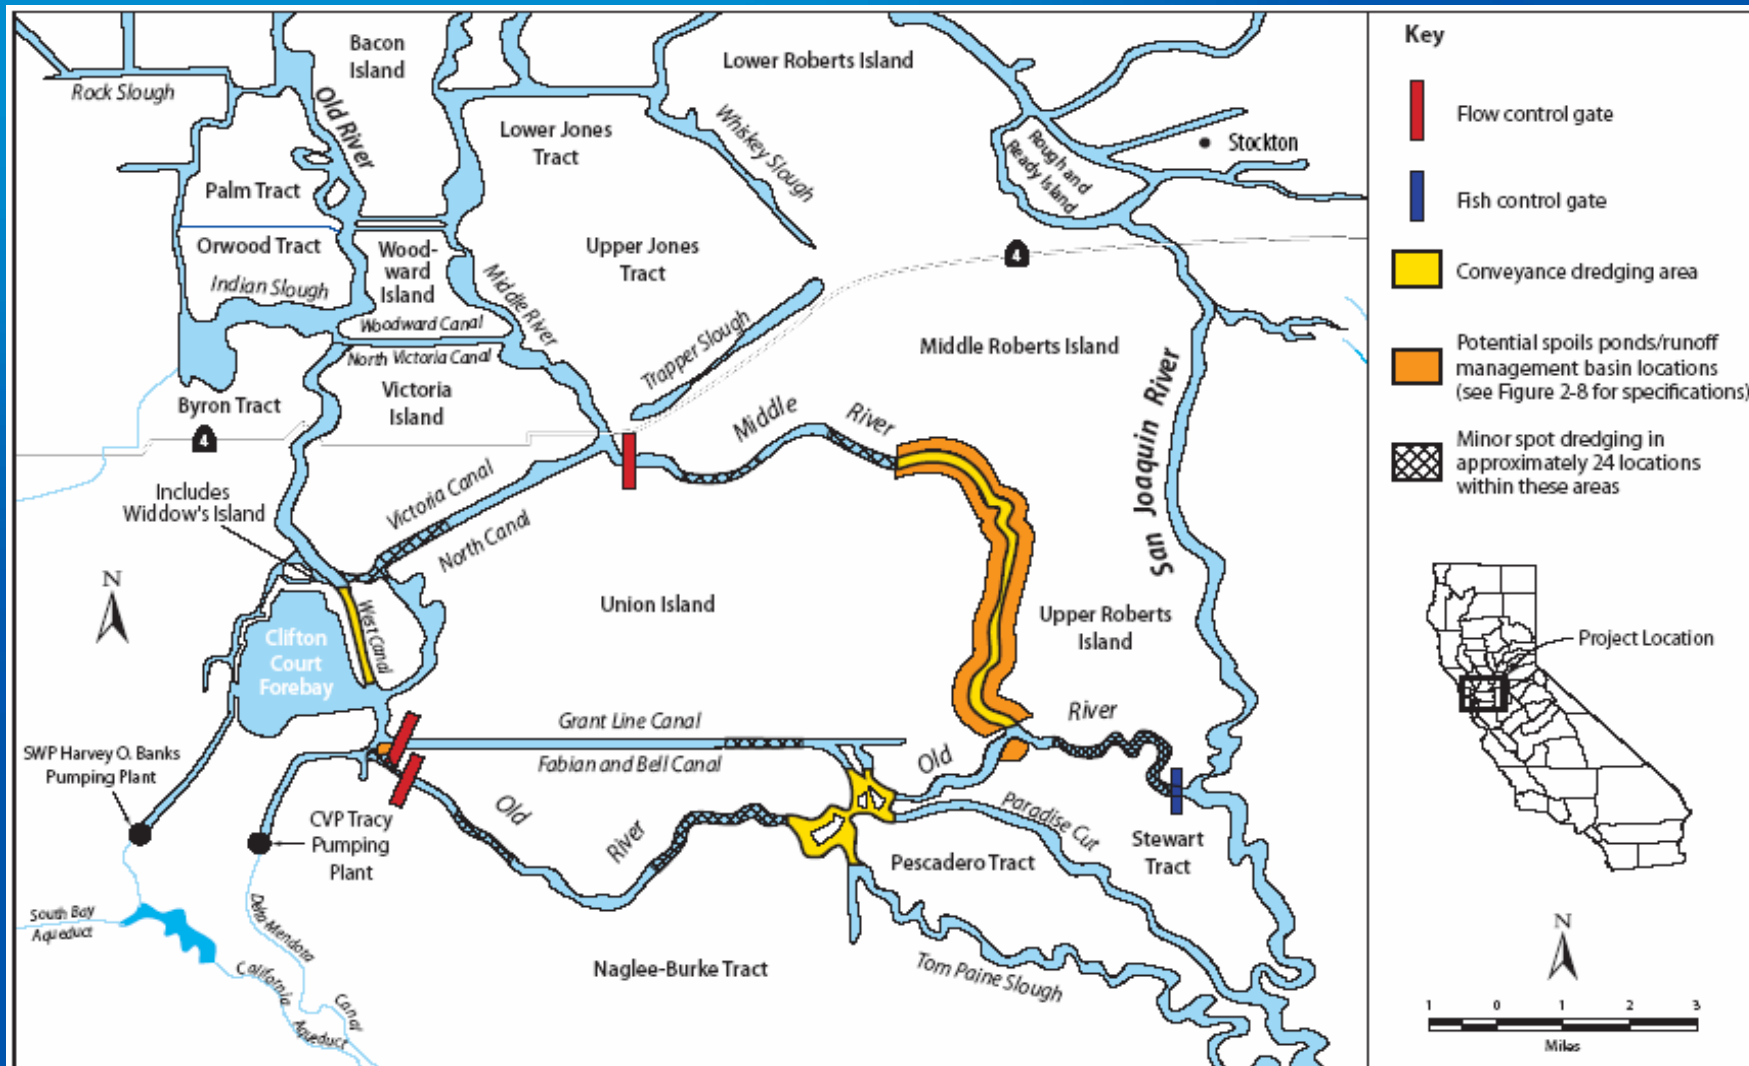 Bacon
Island
Lower Roberts Island
Rock Slough
Old River
Lower Jones
Tract
Whiskey Slough
Rough and
Ready Island
Stockton
Palm Tract
Orwood Tract
Wood-
ward
Island
Upper Jones
Tract
4
Indian Slough
Middle River
Woodward Canal
North Victoria Canal
Trapper Slough
Middle Roberts Island
San Joaquin River
Byron Tract
Victoria
Island
4
Middle
River
Includes
Widdow's Island
Victoria Canal
North Canal
N
West Canal
Union Island
Upper Roberts
Island
Clifton
Court
Forebay
Grant Line Canal
Fabian and Bell Canal
River
Old
SWP Harvey O. Banks
Pumping Plant
CVP Tracy
Pumping
Plant
Old
River
Paradise Cut
Stewart
Tract
Pescadero Tract
South Bay
Aqueduct
Delta Mendota
Canal
California
Aqueduct
Naglee-Burke Tract
Tom Paine Slough
Key
Flow control gate
Fish control gate
Conveyance dredging area
Potential spoils ponds/runoff
management basin locations
(see Figure 2-8 for specifications)
Minor spot dredging in
approximately 24 locations
within these areas
Project Location
N
1 0 1 2 3
Miles